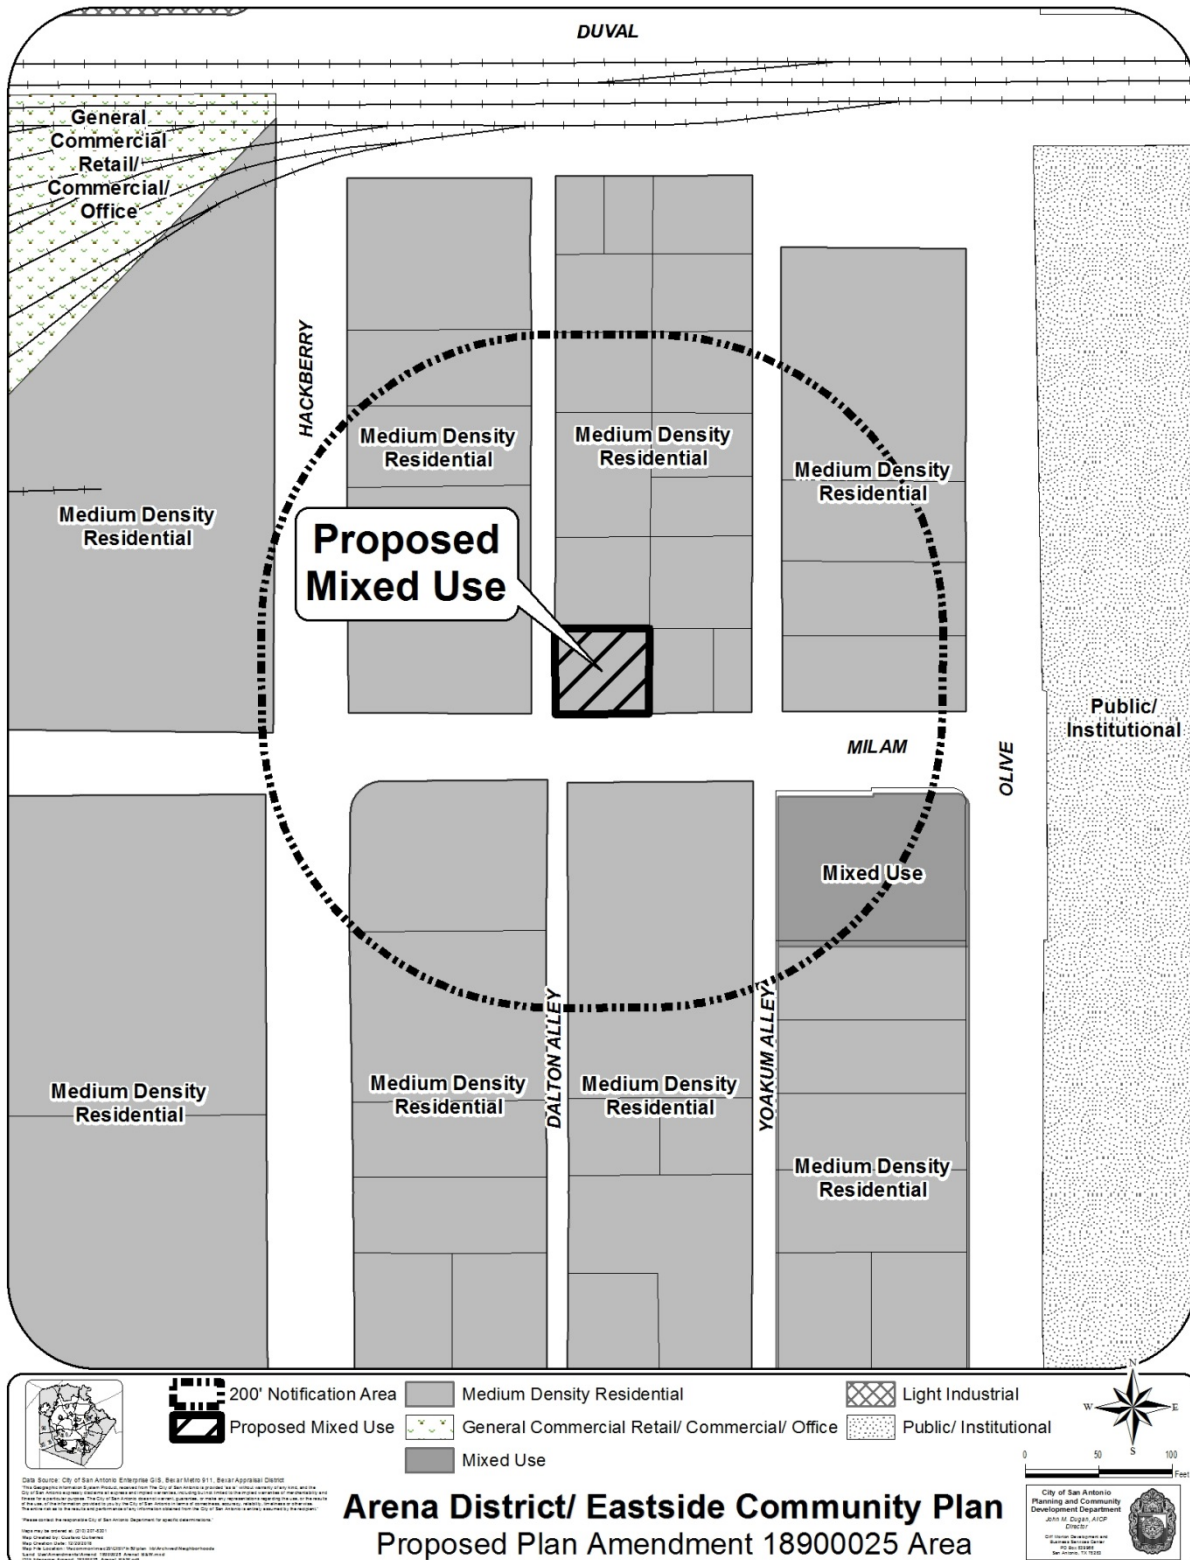 DUVAL
General
Commercial
Retail/
Commercial/
Office
HACKBERRY
Medium Density
Residential
Medium Density
Residential
Medium Density
Residential
Medium Density
Residential
Proposed
Mixed Use
Public/
Institutional
MILAM
OLIVE
Mixed Use
DALTON ALLEY
YOAKUM ALLEY
Medium Density
Residential
Medium Density
Residential
Medium Density
Residential
Medium Density
Residential
200' Notification Area
Proposed Mixed Use
Medium Density Residential
General Commercial Retail/ Commercial/ Office
Mixed Use
Light Industrial
Public/ Institutional
N
W E
S
0 50 100
Feet
Data Source: City of San Antonio Enterprise GIS, Bexar Metro 911, Bexar Appraisal District
Arena District/ Eastside Community Plan
Proposed Plan Amendment 18900025 Area
City of San Antonio
Planning and Community
Development Department
John M. Dugan, AICP
Director